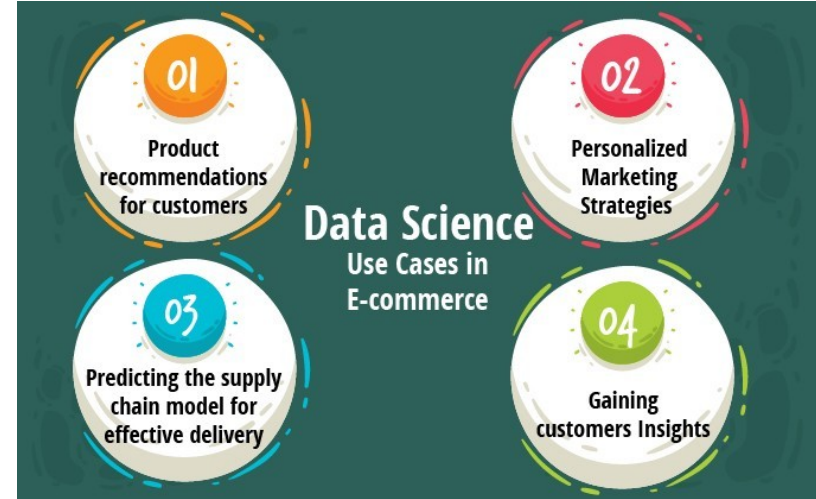 01
Product
recommendations
for customers
02
Personalized
Marketing
Strategies
Data Science
Use Cases in
E-commerce
03
Predicting the supply
chain model for
effective delivery
04
Gaining
customers Insights